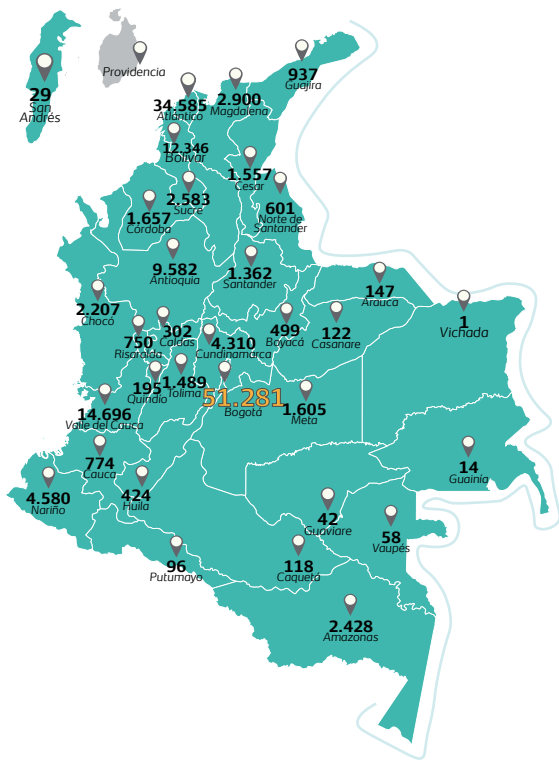 Providencia
937
Guajira
29
San
Andrés
34.585
Atlántico
2.900
Magdalena
12.346
Bolívar
1.557
Cesar
2.583
Sucre
601
Norte de
Santander
1.657
Córdoba
9.582
Antioquia
1.362
Santander
147
Arauca
2.207
Chocó
1
Vichada
302
Caldas
750
Risaralda
4.310
Cundinamarca
499
Boyacá
122
Casanare
195
Quindío
1.489
Tolima
51.281
Bogotá
1.605
Meta
14.696
Valle del Cauca
774
Cauca
14
Guainía
4.580
Nariño
424
Huila
42
Guaviare
58
Vaupés
96
Putumayo
118
Caquetá
2.428
Amazonas